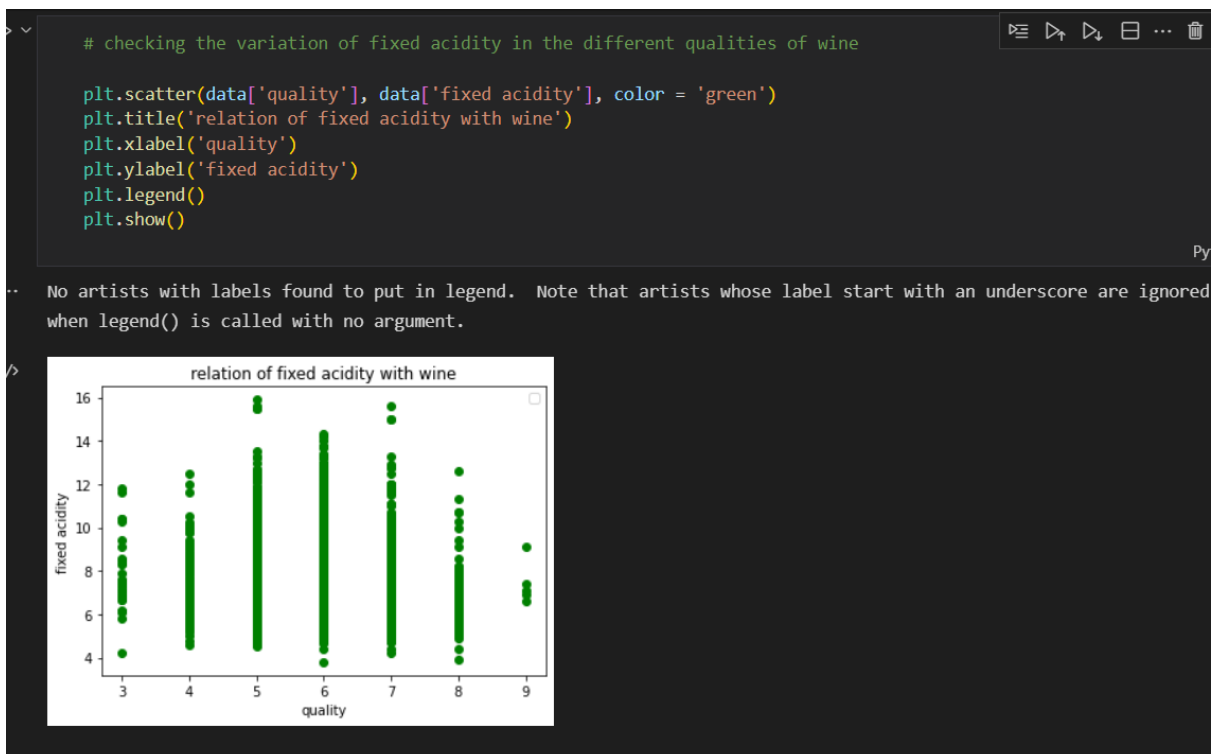 # checking the variation of fixed acidity in the different qualities of wine
plt.scatter(data['quality'], data['fixed acidity'], color = 'green')
plt.title('relation of fixed acidity with wine')
plt.xlabel('quality')
plt.ylabel('fixed acidity')
plt.legend()
plt.show()
Py
No artists with labels found to put in legend.  Note that artists whose label start with an underscore are ignored
when legend() is called with no argument.
relation of fixed acidity with wine
16
14
12
10
8
6
4
fixed acidity
3 4 5 6 7 8 9
quality